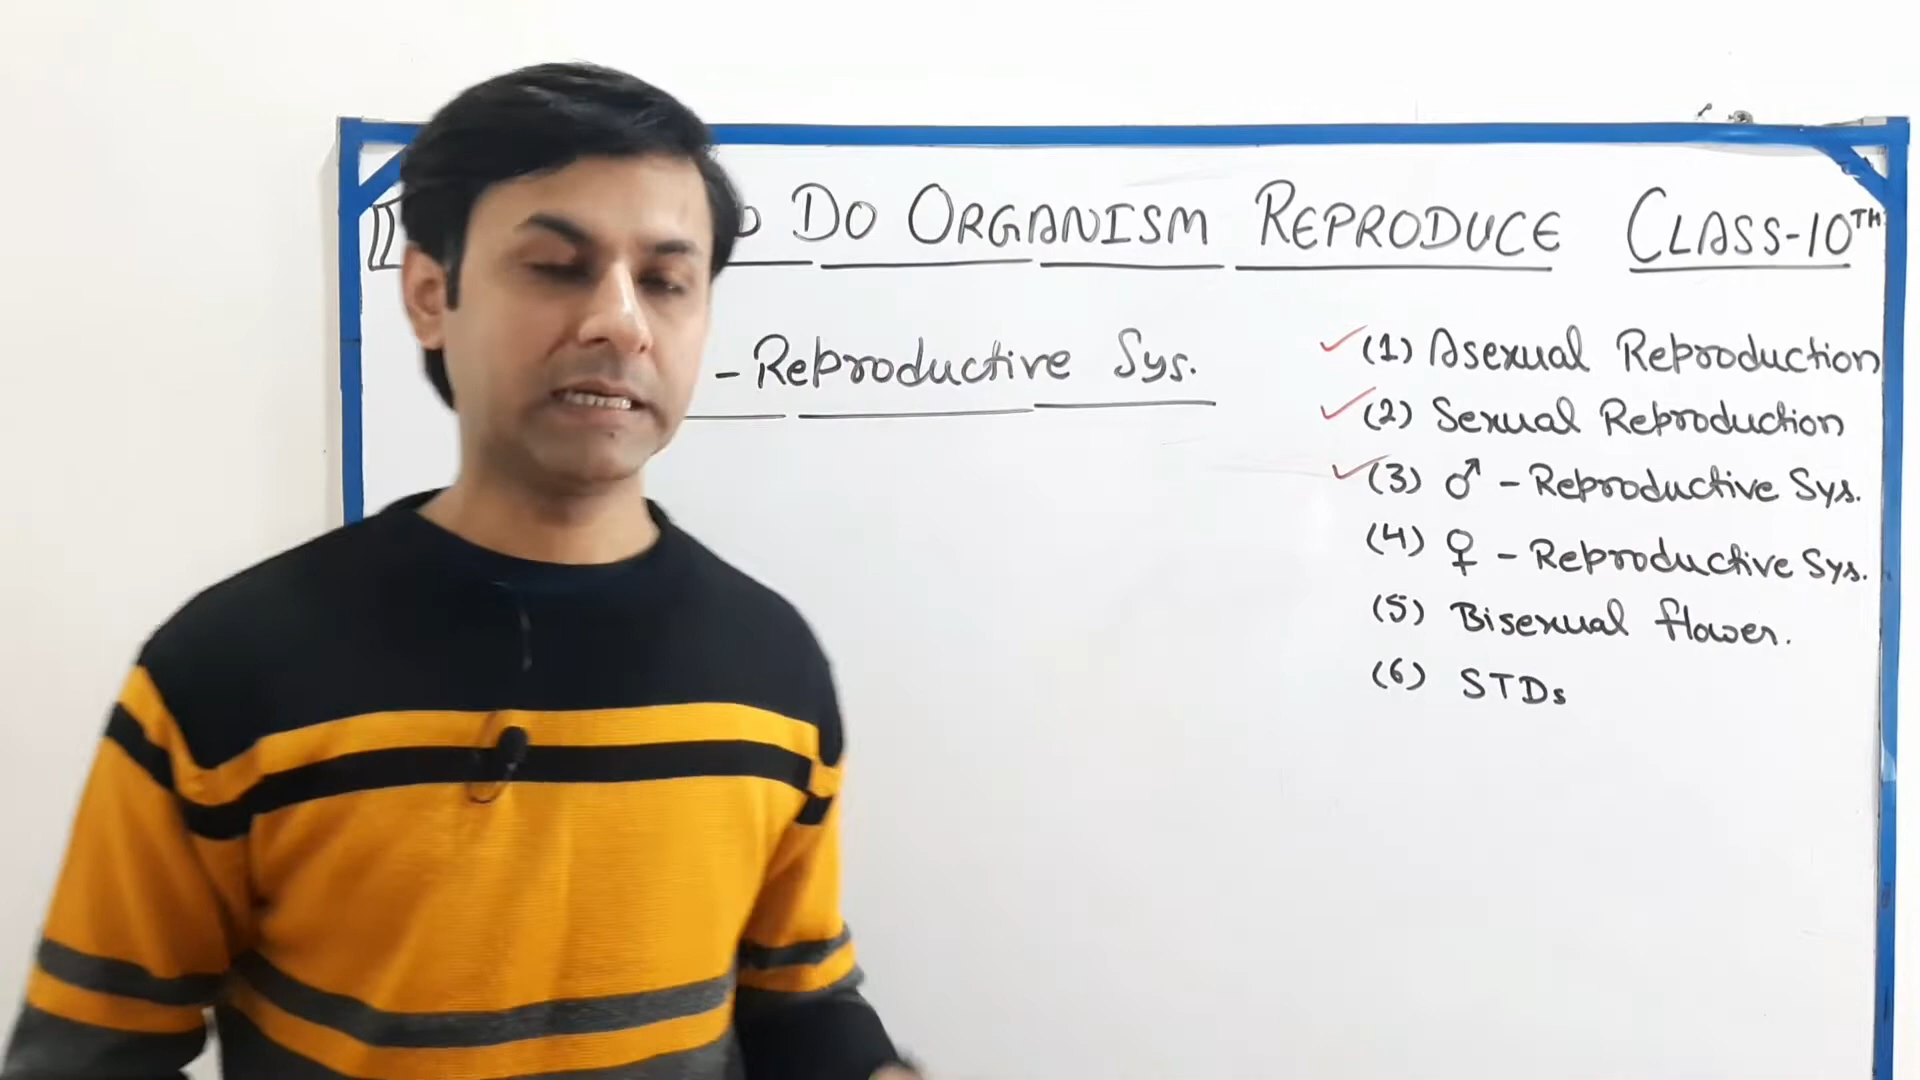 DO ORGANISM REPRODUCE CLASS-10TH
- Reproductive Sys.
(1) Asexual Reproduction
(2) Sexual Reproduction
(3) ♂ - Reproductive Sys.
(4) ♀ - Reproductive Sys.
(5) Bisexual flower.
(6) STDs